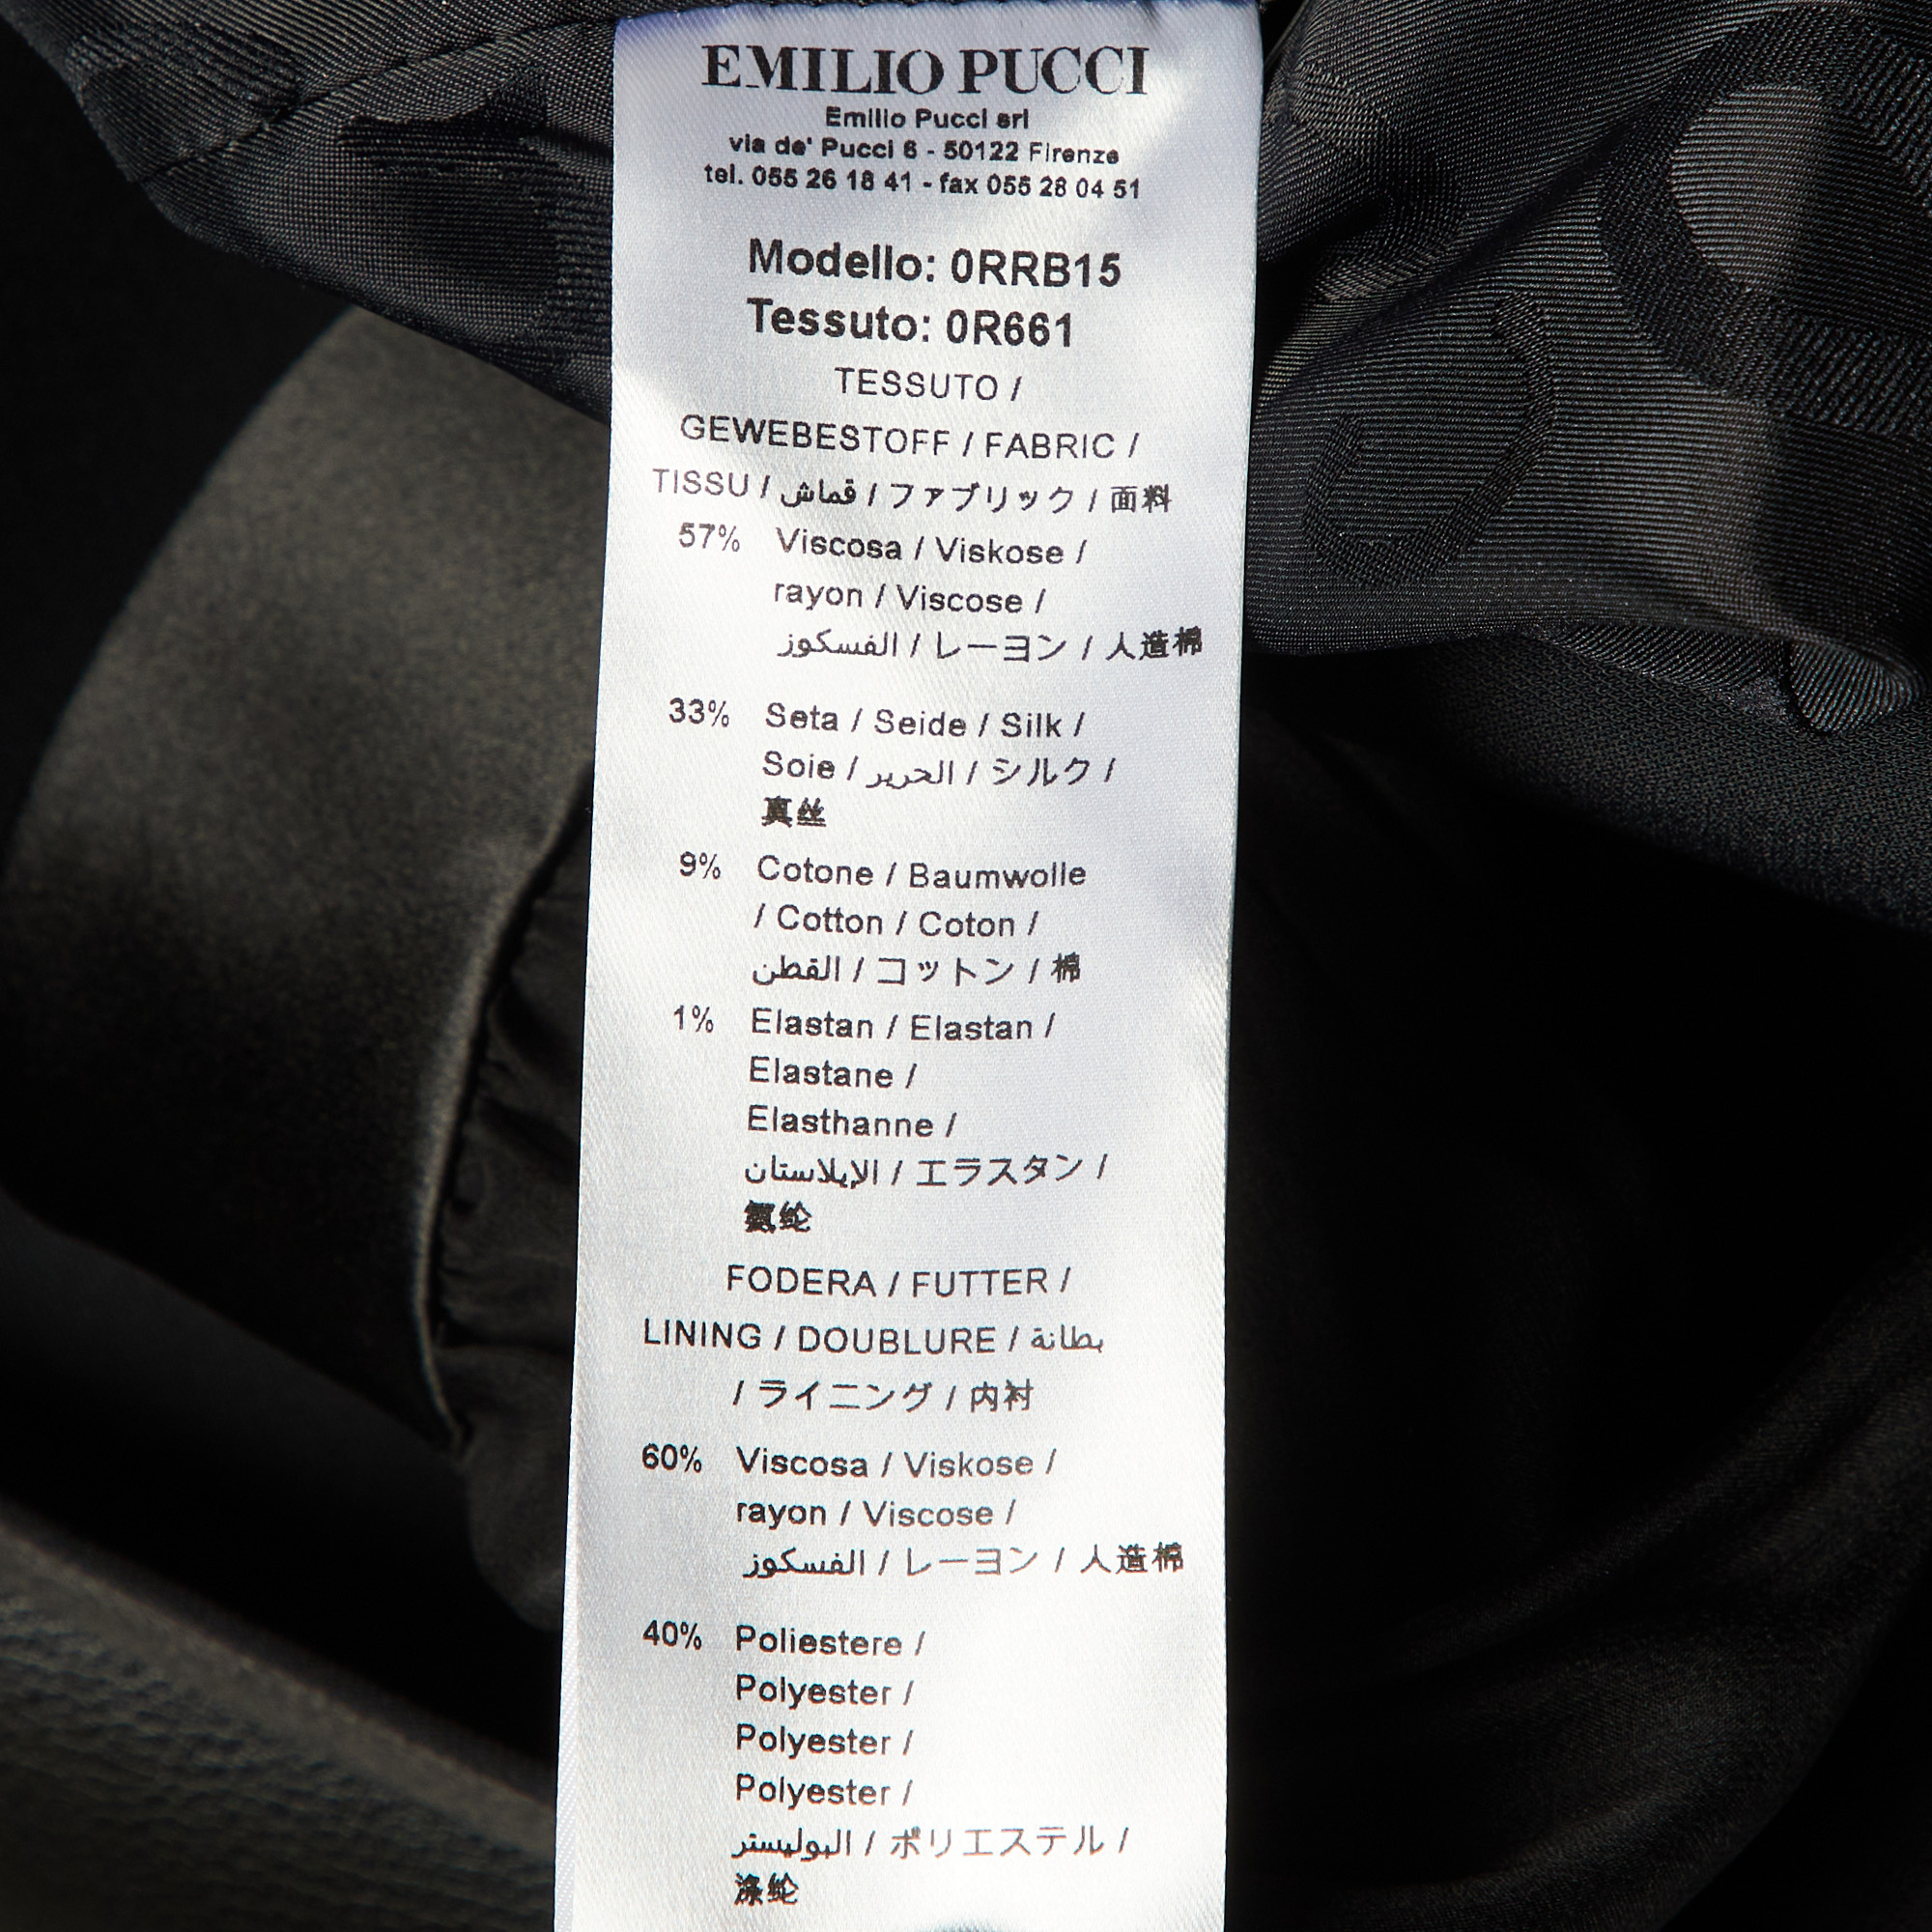 EMILIO PUCCI
Emilio Pucci srl
via de' Pucci 6 - 50122 Firenze
tel. 055 26 18 41 - fax 055 28 04 51
Modello: 0RRB15
Tessuto: 0R661
TESSUTO /
GEWEBESTOFF / FABRIC /
TISSU / قماش / ファブリック / 面料
57% Viscosa / Viskose /
rayon / Viscose /
الفسكوز / レーヨン / 人造棉
33% Seta / Seide / Silk /
Soie / الحرير / シルク /
真丝
9% Cotone / Baumwolle
/ Cotton / Coton /
القطن / コットン / 棉
1% Elastan / Elastan /
Elastane /
Elasthanne /
الإيلاستان / エラスタン /
氨纶
FODERA / FUTTER /
LINING / DOUBLURE / بطانة
/ ライニング / 内衬
60% Viscosa / Viskose /
rayon / Viscose /
الفسكوز / レーヨン / 人造棉
40% Poliestere /
Polyester /
Polyester /
Polyester /
البوليستر / ポリエステル /
涤纶